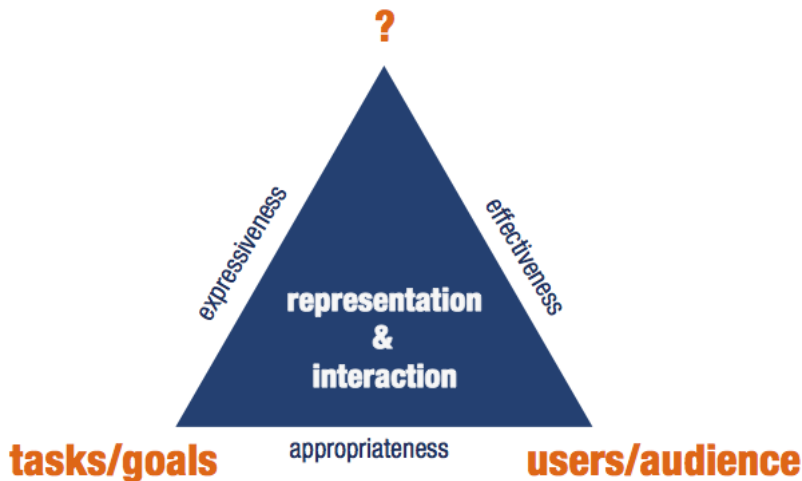 ?
expressiveness
effectiveness
representation
&
interaction
appropriateness
tasks/goals
users/audience